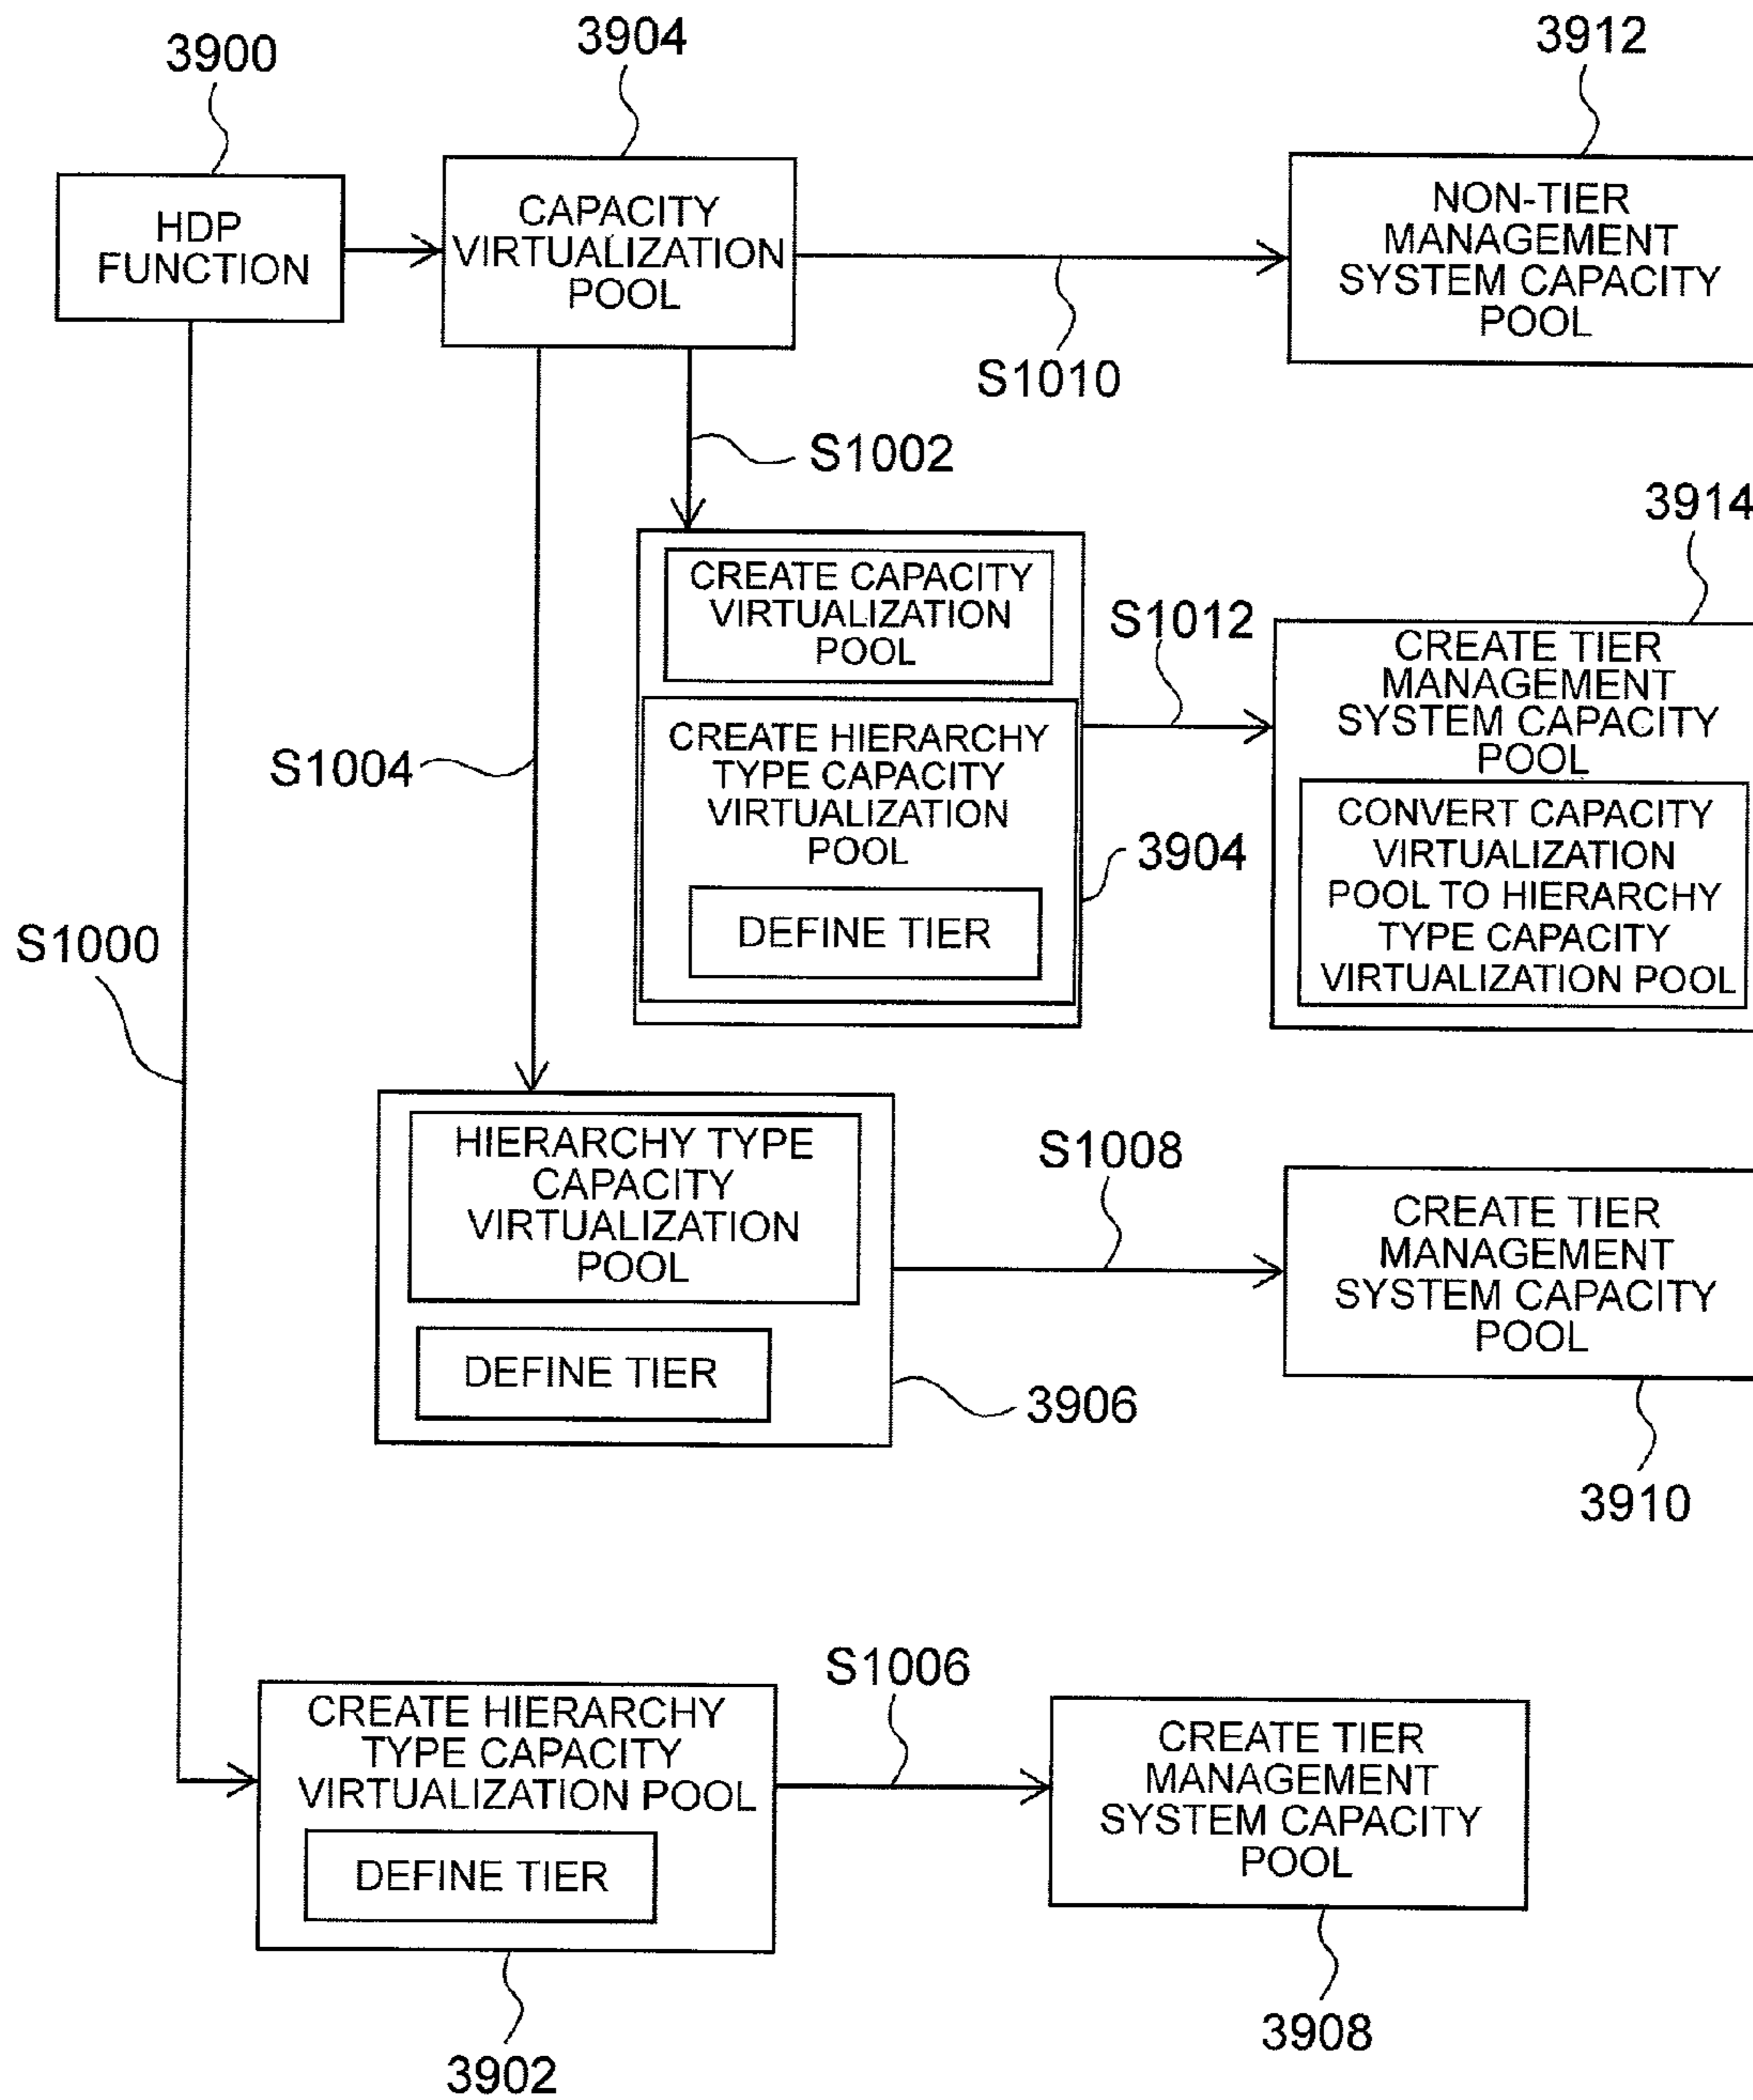 3900
3904
3912
HDP
FUNCTION
CAPACITY
VIRTUALIZATION
POOL
NON-TIER
MANAGEMENT
SYSTEM CAPACITY
POOL
S1010
S1002
3914
CREATE CAPACITY
VIRTUALIZATION
POOL
S1012
CREATE TIER
MANAGEMENT
SYSTEM CAPACITY
POOL
S1004
CREATE HIERARCHY
TYPE CAPACITY
VIRTUALIZATION
POOL
3904
DEFINE TIER
CONVERT CAPACITY
VIRTUALIZATION
POOL TO HIERARCHY
TYPE CAPACITY
VIRTUALIZATION POOL
S1000
HIERARCHY TYPE
CAPACITY
VIRTUALIZATION
POOL
S1008
CREATE TIER
MANAGEMENT
SYSTEM CAPACITY
POOL
DEFINE TIER
3906
3910
S1006
CREATE HIERARCHY
TYPE CAPACITY
VIRTUALIZATION POOL
DEFINE TIER
CREATE TIER
MANAGEMENT
SYSTEM CAPACITY
POOL
3902
3908